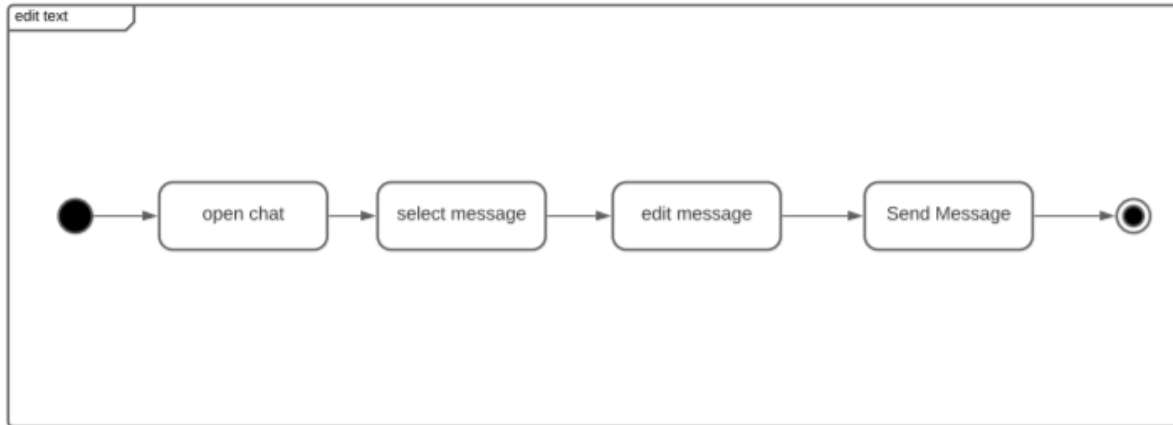 edit text
open chat
select message
edit message
Send Message